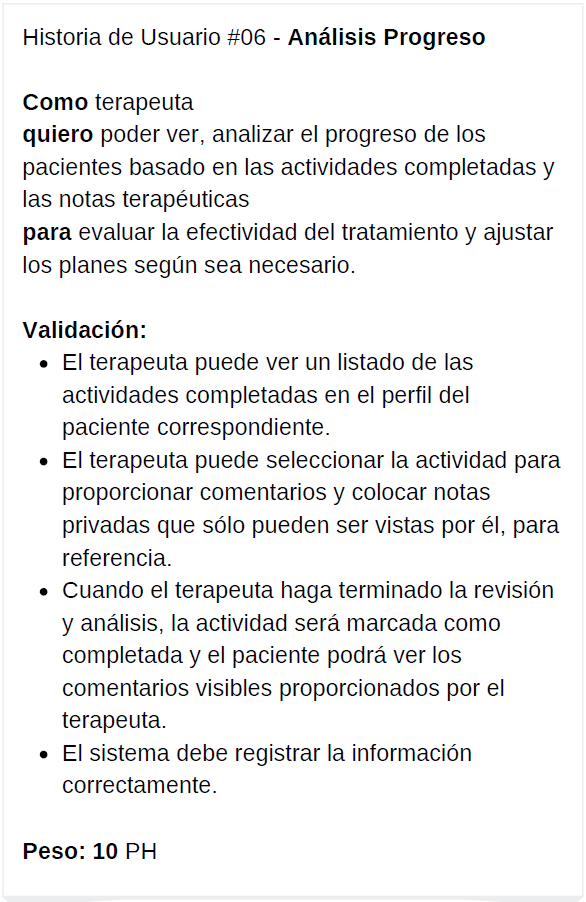 Historia de Usuario #06 - Análisis Progreso
Como terapeuta
quiero poder ver, analizar el progreso de los
pacientes basado en las actividades completadas y
las notas terapéuticas
para evaluar la efectividad del tratamiento y ajustar
los planes según sea necesario.
Validación:
• El terapeuta puede ver un listado de las
actividades completadas en el perfil del
paciente correspondiente.
• El terapeuta puede seleccionar la actividad para
proporcionar comentarios y colocar notas
privadas que sólo pueden ser vistas por él, para
referencia.
• Cuando el terapeuta haga terminado la revisión
y análisis, la actividad será marcada como
completada y el paciente podrá ver los
comentarios visibles proporcionados por el
terapeuta.
• El sistema debe registrar la información
correctamente.
Peso: 10 PH